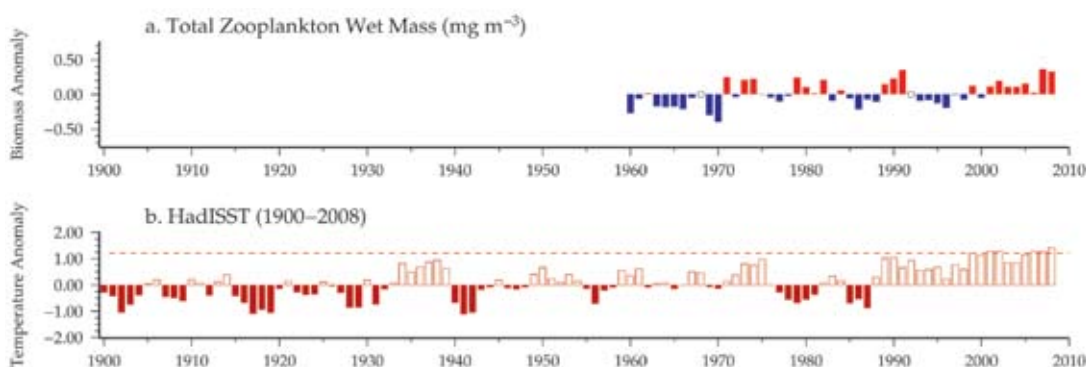 a. Total Zooplankton Wet Mass (mg m⁻³)
Biomass Anomaly
0.50
0.00
−0.50
1900 1910 1920 1930 1940 1950 1960 1970 1980 1990 2000 2010
b. HadISST (1900–2008)
Temperature Anomaly
2.00
1.00
0.00
−1.00
−2.00
1900 1910 1920 1930 1940 1950 1960 1970 1980 1990 2000 2010